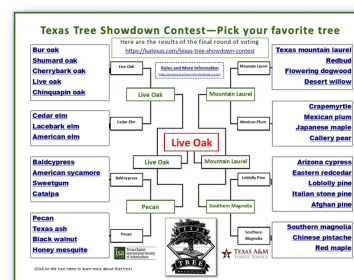 Texas Tree Showdown Contest—Pick your favorite tree
Here are the results of the final round of voting
https://isatexas.com/tree-showdown-contest
Bur oak
Shumard oak
Cherrybark oak
Live oak
Chinquapin oak
Live Oak
Rules and More Information
Mountain Laurel
Texas mountain laurel
Redbud
Flowering dogwood
Desert willow
Live Oak
Mountain Laurel
Cedar elm
Lacebark elm
American elm
Cedar Elm
Mexican Plum
Crapemyrtle
Mexican plum
Japanese maple
Callery pear
Live Oak
Live Oak
Mountain Laurel
Baldcypress
American sycamore
Sweetgum
Catalpa
Baldcypress
Loblolly Pine
Arizona cypress
Eastern redcedar
Loblolly pine
Italian stone pine
Afghan pine
Pecan
Southern Magnolia
Pecan
Texas ash
Black walnut
Honey mesquite
Pecan
Southern Magnolia
Southern magnolia
Chinese pistache
Red maple
(Click on the tree name to learn more about that tree)
isa
Texas Chapter
TEXAS
TREE
TEXAS A&M
FOREST SERVICE